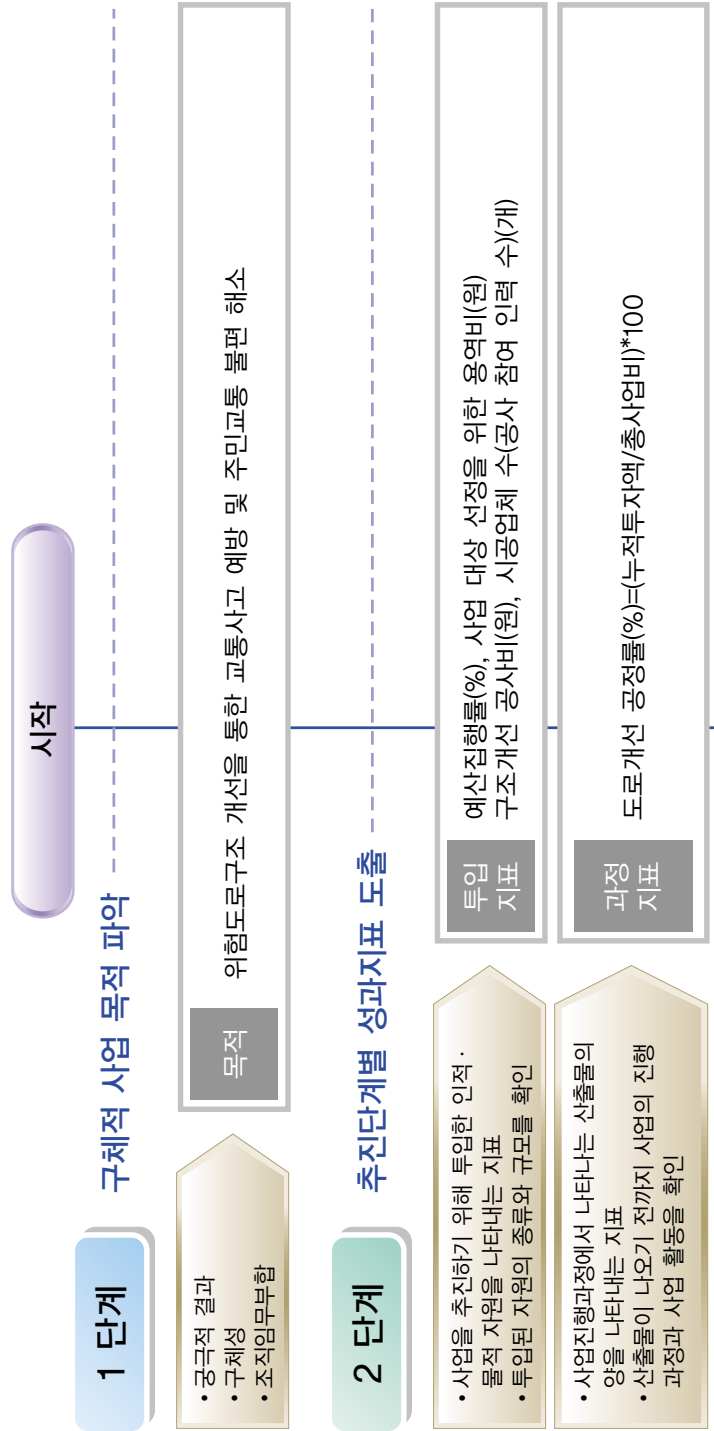 시작
1 단계
구체적 사업 목적 파악
• 궁극적 결과
• 구체성
• 조직임무부합
목적
위험도로구조 개선을 통한 교통사고 예방 및 주민교통 불편 해소
2 단계
추진단계별 성과지표 도출
• 사업을 추진하기 위해 투입한 인적 ·
물적 자원을 나타내는 지표
• 투입된 자원의 종류와 규모를 확인
투입
지표
예산집행률(%), 사업 대상 선정을 위한 용역비(원)
구조개선 공사비(원), 시공업체 수(공사 참여 인력 수)(개)
• 사업진행과정에서 나타나는 산출물의
양을 나타내는 지표
• 산출물이 나오기 전까지 사업의 진행
과정과 사업 활동을 확인
과정
지표
도로개선 공정률(%)=(누적투자액/총사업비)*100